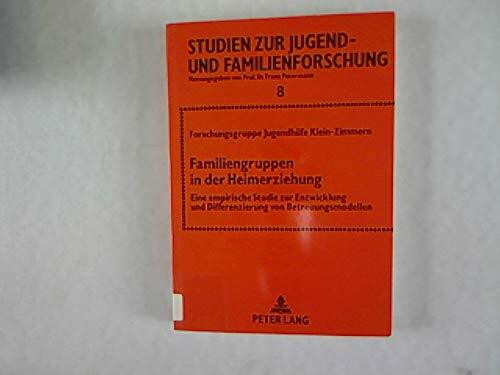 STUDIEN ZUR JUGEND-
UND FAMILIENFORSCHUNG
Herausgegeben von Prof. Dr. Franz Petermann
8
Forschungsgruppe Jugendhilfe Klein-Zimmern
Familiengruppen
in der Heimerziehung
Eine empirische Studie zur Entwicklung
und Differenzierung von Betreuungsmodellen
PETER LANG